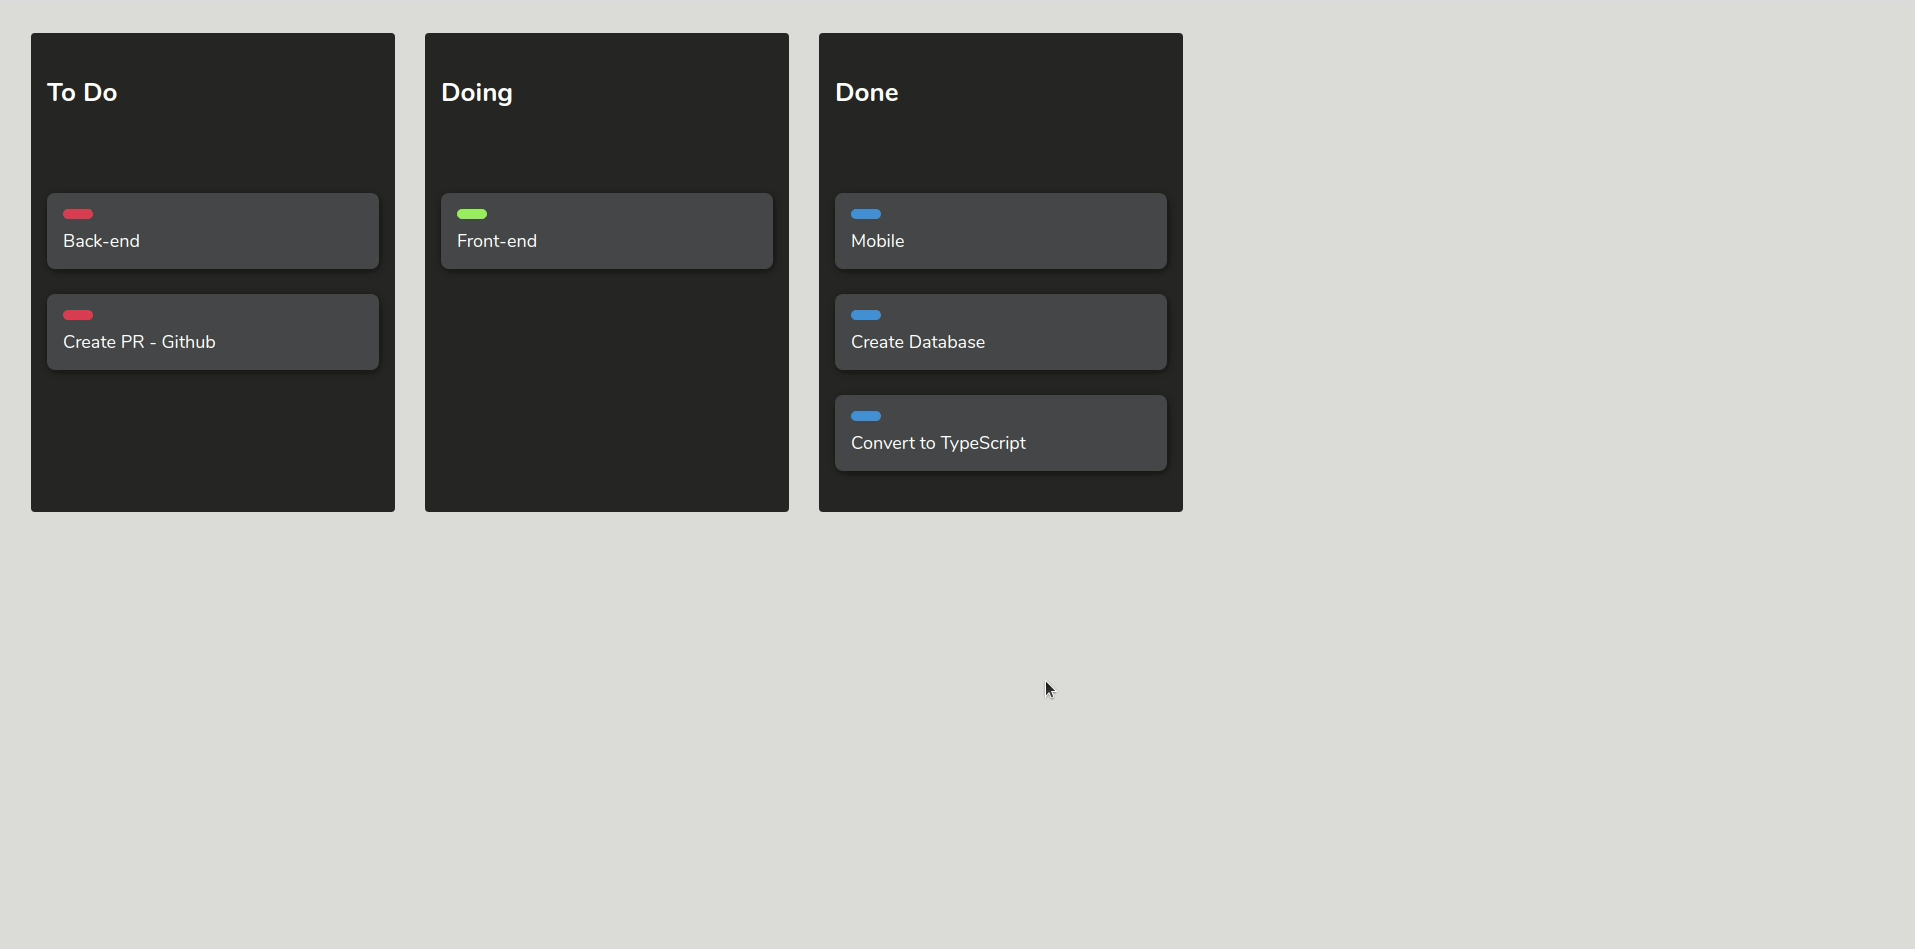 To Do
Back-end
Create PR - Github
Doing
Front-end
Done
Mobile
Create Database
Convert to TypeScript